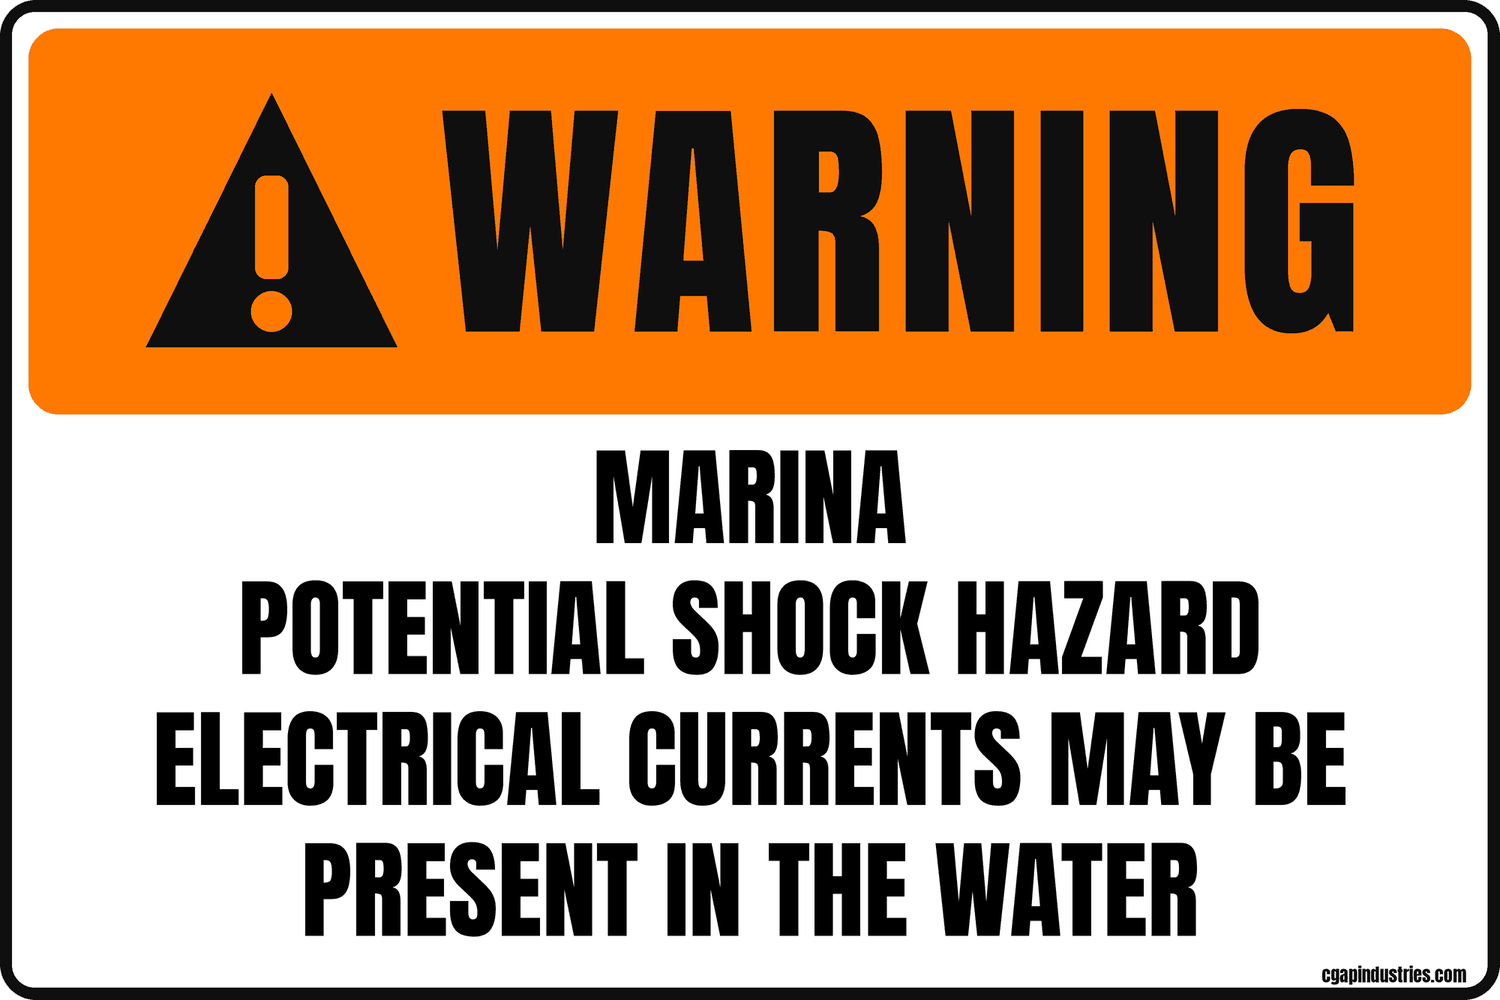 WARNING
MARINA
POTENTIAL SHOCK HAZARD
ELECTRICAL CURRENTS MAY BE
PRESENT IN THE WATER
cgapindustries.com